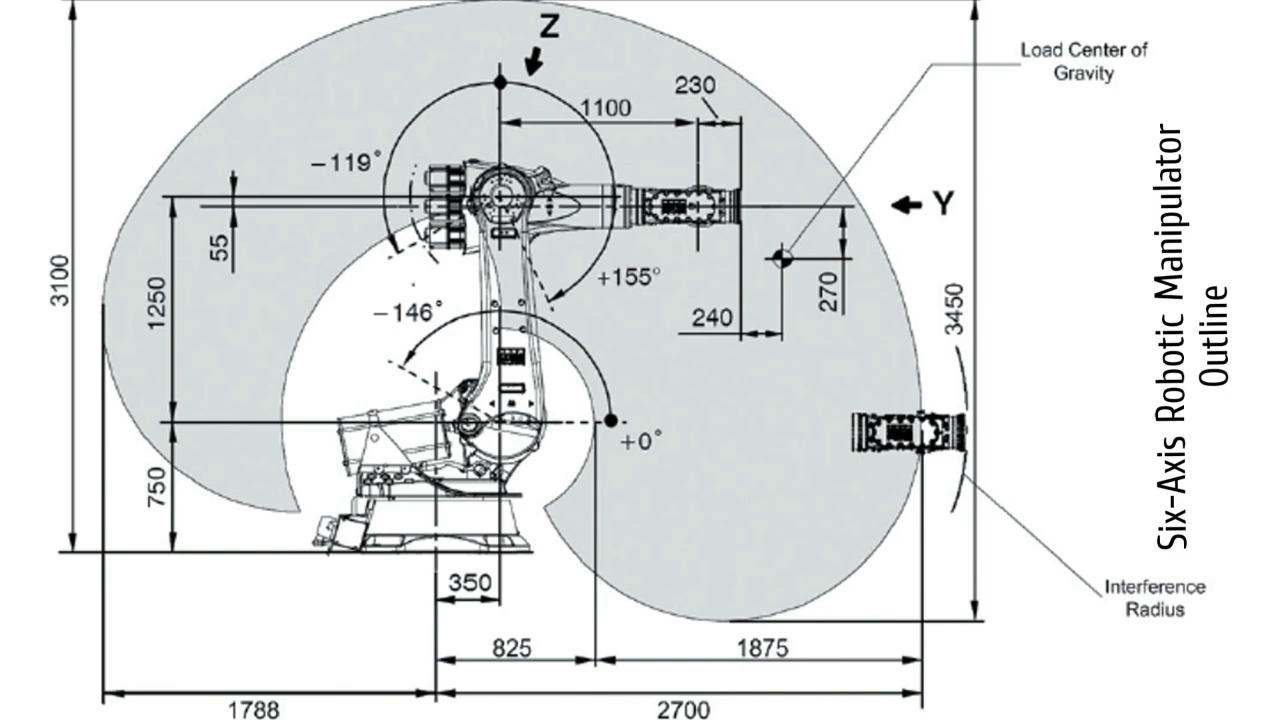 Z
Load Center of
Gravity
230
1100
−119°
Y
55
+155°
3100
1250
−146°
240
270
3450
+0°
750
350
Interference
Radius
825
1875
1788
2700
Six-Axis Robotic Manipulator
Outline